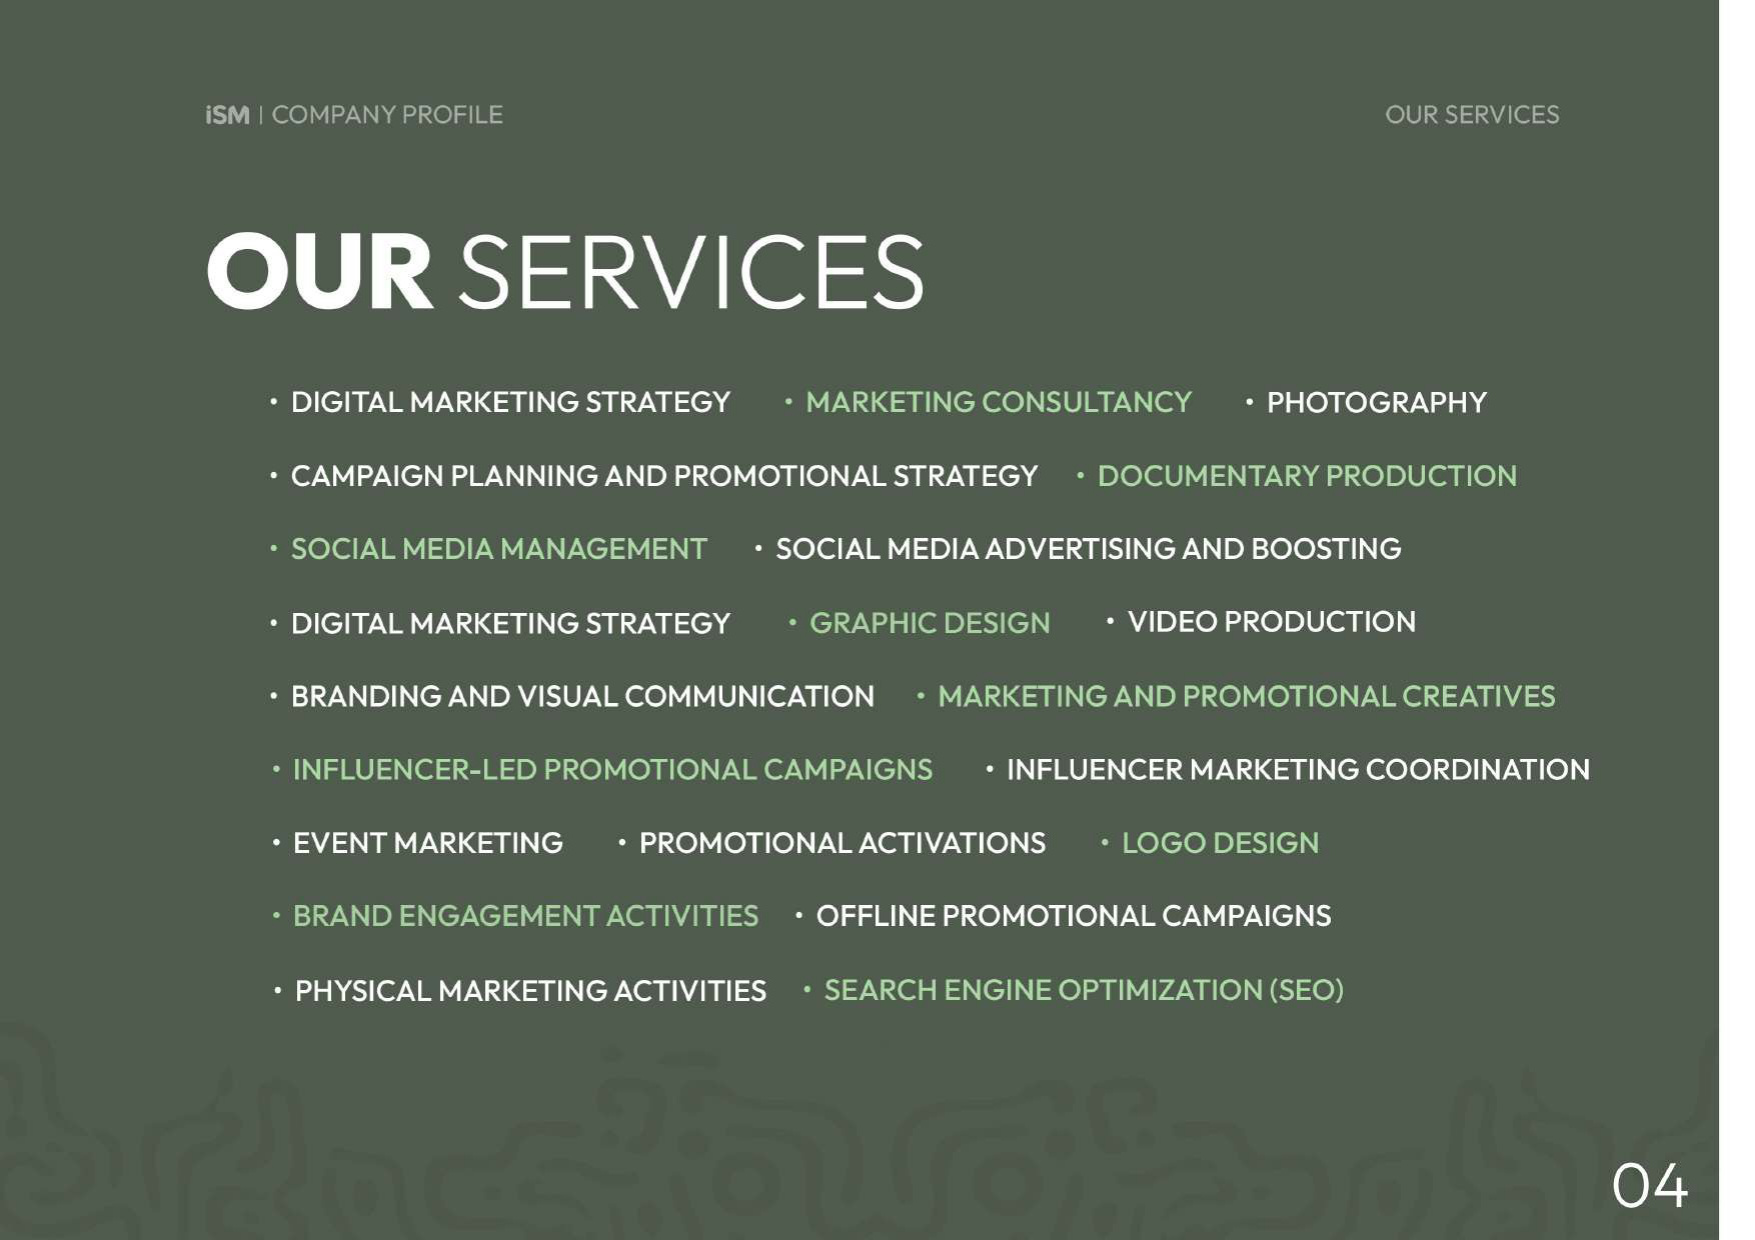 iSM | COMPANY PROFILE
OUR SERVICES
OUR SERVICES
• DIGITAL MARKETING STRATEGY • MARKETING CONSULTANCY • PHOTOGRAPHY
• CAMPAIGN PLANNING AND PROMOTIONAL STRATEGY • DOCUMENTARY PRODUCTION
• SOCIAL MEDIA MANAGEMENT • SOCIAL MEDIA ADVERTISING AND BOOSTING
• DIGITAL MARKETING STRATEGY • GRAPHIC DESIGN • VIDEO PRODUCTION
• BRANDING AND VISUAL COMMUNICATION • MARKETING AND PROMOTIONAL CREATIVES
• INFLUENCER-LED PROMOTIONAL CAMPAIGNS • INFLUENCER MARKETING COORDINATION
• EVENT MARKETING • PROMOTIONAL ACTIVATIONS • LOGO DESIGN
• BRAND ENGAGEMENT ACTIVITIES • OFFLINE PROMOTIONAL CAMPAIGNS
• PHYSICAL MARKETING ACTIVITIES • SEARCH ENGINE OPTIMIZATION (SEO)
04